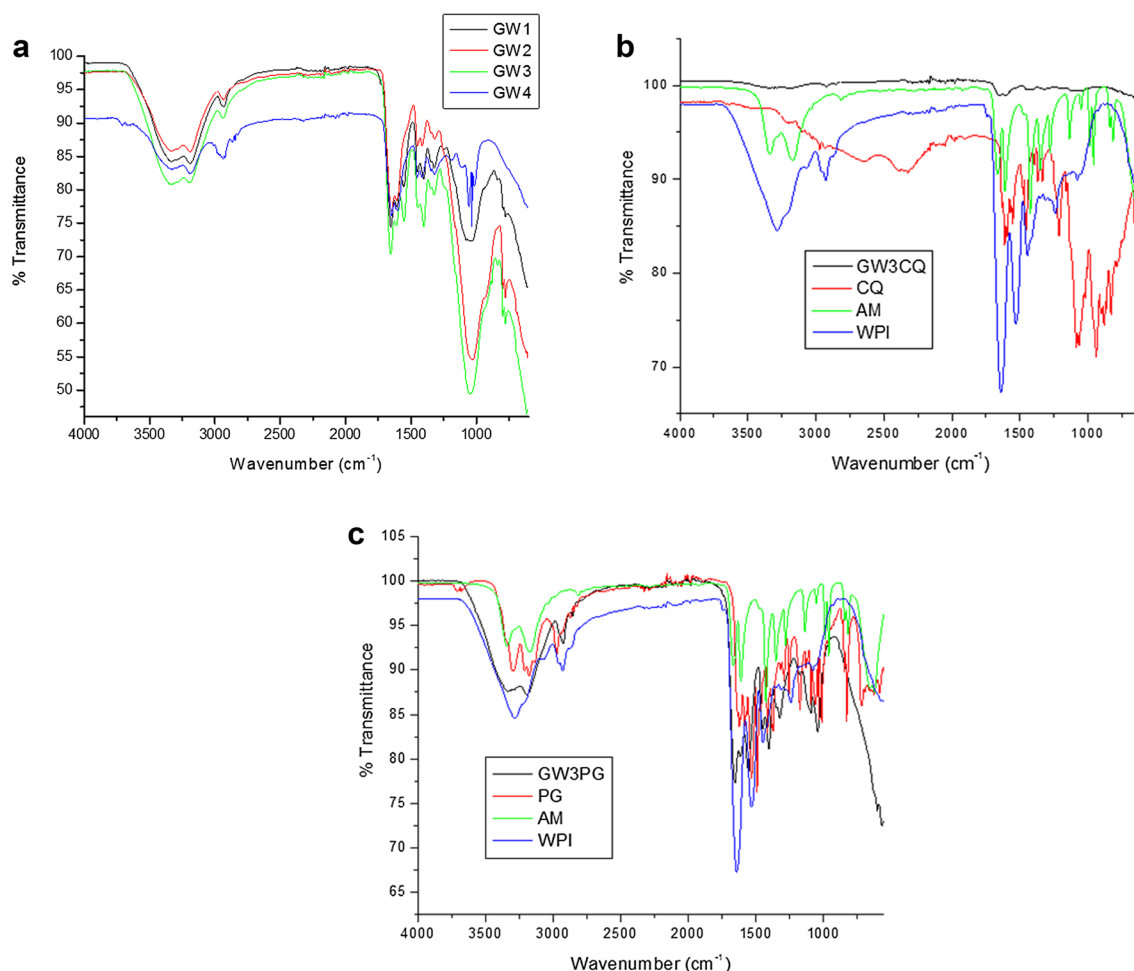 a
GW1
GW2
GW3
GW4
100
95
90
85
80
75
70
65
60
55
50
% Transmittance
4000 3500 3000 2500 2000 1500 1000
Wavenumber (cm⁻¹)
b
100
90
80
70
% Transmittance
GW3CQ
CQ
AM
WPI
4000 3500 3000 2500 2000 1500 1000
Wavenumber (cm⁻¹)
c
105
100
95
90
85
80
75
70
65
% Transmittance
GW3PG
PG
AM
WPI
4000 3500 3000 2500 2000 1500 1000
Wavenumber (cm⁻¹)